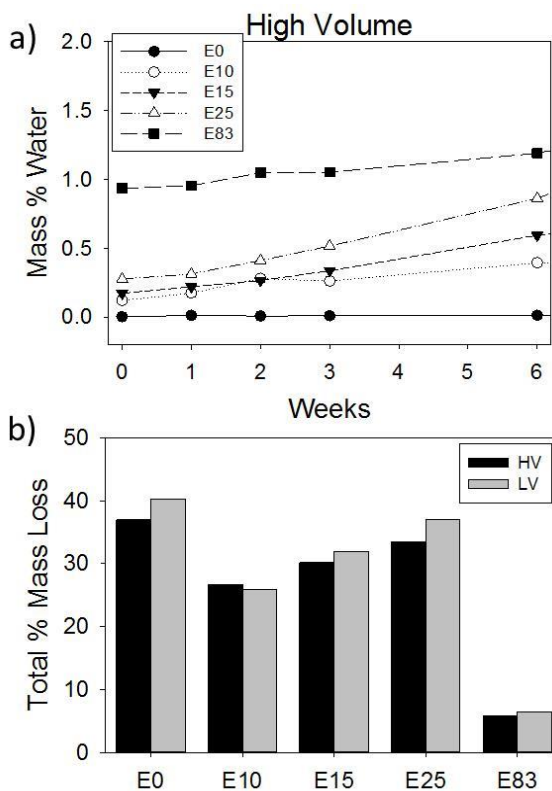 a)
High Volume
2.0
1.5
1.0
0.5
0.0
Mass % Water
E0
E10
E15
E25
E83
0 1 2 3 4 5 6
Weeks
b)
50
40
30
20
10
0
Total % Mass Loss
HV
LV
E0 E10 E15 E25 E83